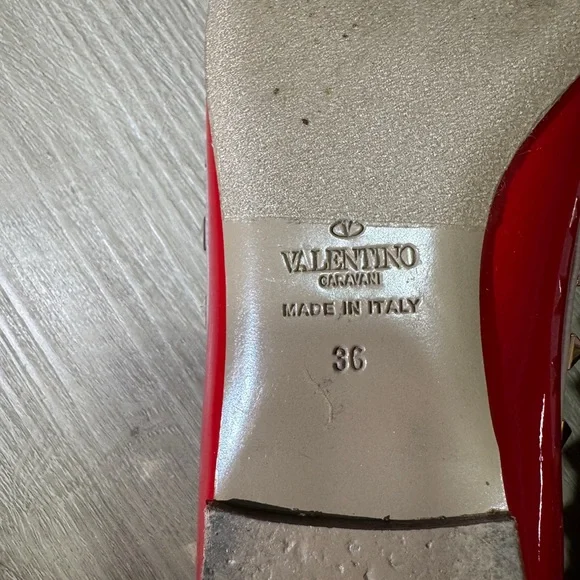 V
VALENTINO
GARAVANI
MADE IN ITALY
36